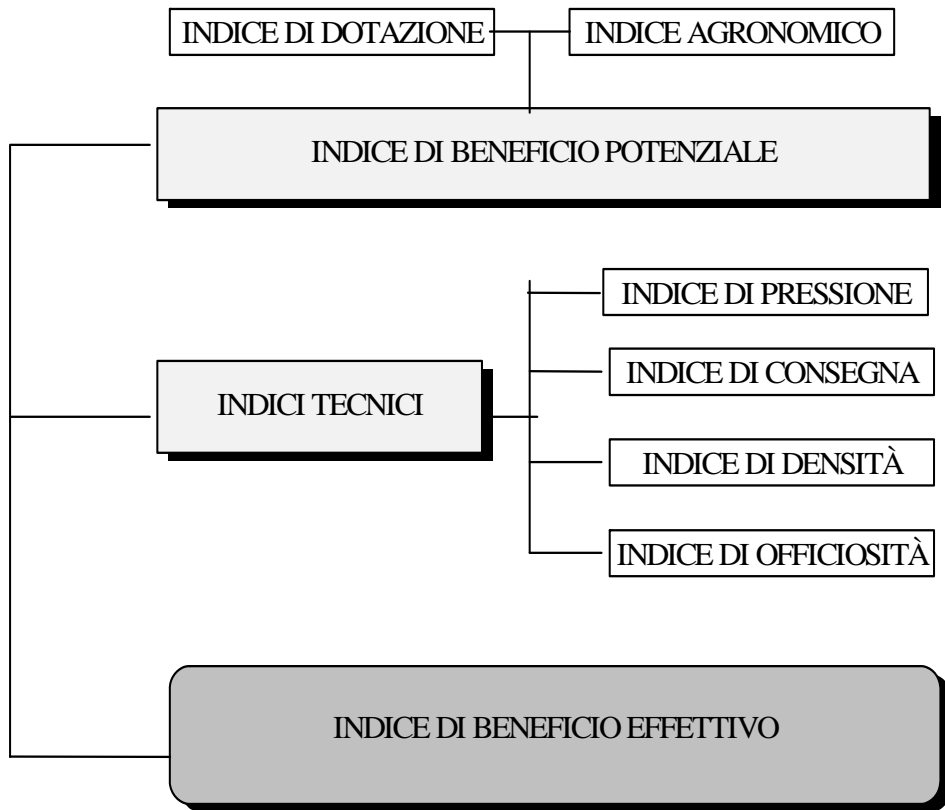 INDICE DI DOTAZIONE
INDICE AGRONOMICO
INDICE DI BENEFICIO POTENZIALE
INDICE DI PRESSIONE
INDICE DI CONSEGNA
INDICI TECNICI
INDICE DI DENSITÀ
INDICE DI OFFICIOSITÀ
INDICE DI BENEFICIO EFFETTIVO